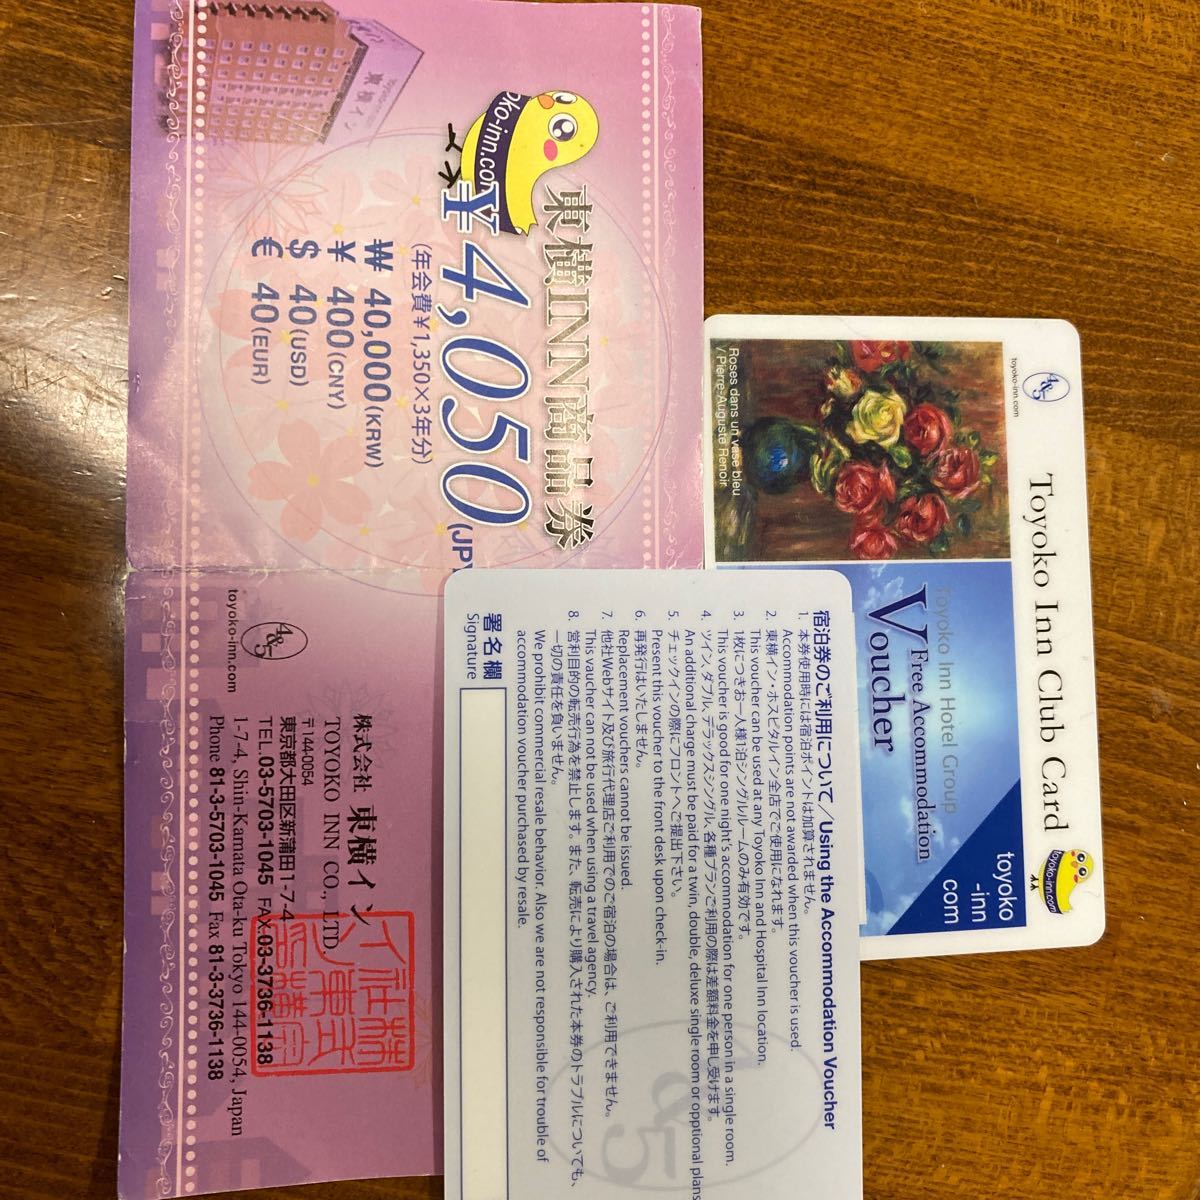 東横INN商品券
¥4,050(JPY
(年会費¥1,350×3年分)
₩ 40,000(KRW)
¥ 400(CNY)
$ 40(USD)
€ 40(EUR)
oko-inn.com
Toyoko-inn
東横イン
4&5
toyoko-inn.com
株式会社 東横イン
TOYOKO INN CO., LTD
〒144-0054
東京都大田区新蒲田1-7-4
TEL.03-5703-1045 FAX.03-3736-1138
1-7-4, Shin-Kamata Ota-ku Tokyo 144-0054, Japan
Phone 81-3-5703-1045 Fax 81-3-3736-1138
Toyoko Inn Club Card
4&5
toyoko-inn.com
toyoko-inn.com
Roses dans un vase bleu
/ Pierre-Auguste Renoir
Toyoko Inn Hotel Group
Free Accommodation
Voucher
toyoko
-inn
.com
宿泊券のご利用について／Using the Accommodation Voucher
1. 本券使用時には宿泊ポイントは加算されません。
Accommodation points are not awarded when this voucher is used.
2. 東横イン・ホスピタルイン全店でご使用になれます。
This voucher can be used at any Toyoko Inn and Hospital Inn location.
3. 1枚につきお一人様1泊シングルルームのみ有効です。
This voucher is good for one night's accommodation for one person in a single room.
4. ツイン、ダブル、デラックスシングル、各種プランご利用の際は差額料金を申し受けます。
An additional charge must be paid for a twin, double, deluxe single room or opptional plans
5. チェックインの際にフロントへご提出下さい。
Present this voucher to the front desk upon check-in.
6. 再発行はいたしません。
Replacement vouchers cannot be issued.
7. 他社Webサイト及び旅行代理店ご利用でのご宿泊の場合は、ご利用できません。
This vaucher can not be used when using a travel agency.
8. 営利目的の転売行為を禁止します。また、転売により購入された本券のトラブルについても、
一切の責任を負いません。
We prohibit commercial resale behavior. Also we are not responsible for trouble of
accommodation voucher purchased by resale.
署名欄
Signature
&5